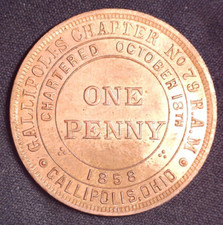 GALLIPOLIS CHAPTER NO. 79 R.A.M.
CHARTERED OCTOBER 18TH
ONE
PENNY
1858
GALLIPOLIS, OHIO